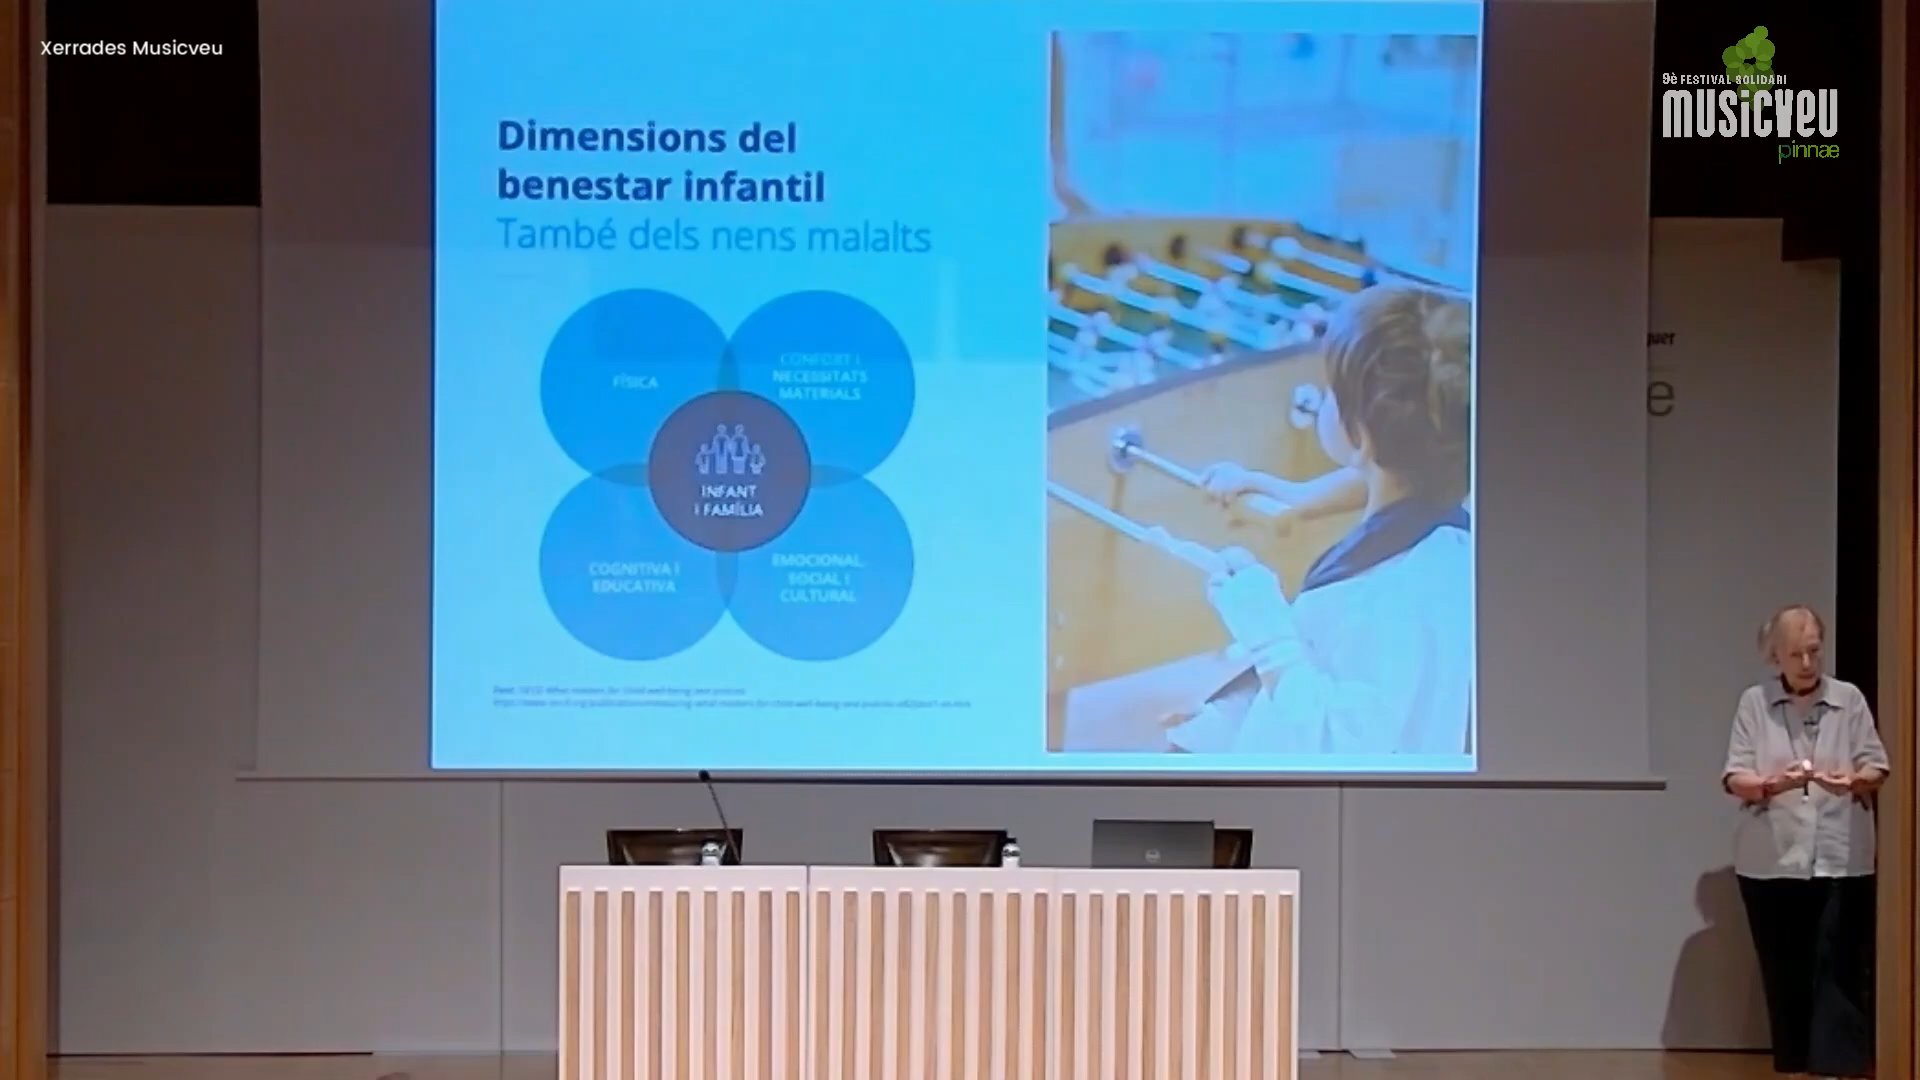 Xerrades Musicveu
9è FESTIVAL SOLIDARI
musicveu
pinnae
Dimensions del
benestar infantil
També dels nens malalts
FÍSICA
CONFORT I
NECESSITATS
MATERIALS
INFANT
I FAMÍLIA
COGNITIVA I
EDUCATIVA
EMOCIONAL,
SOCIAL I
CULTURAL